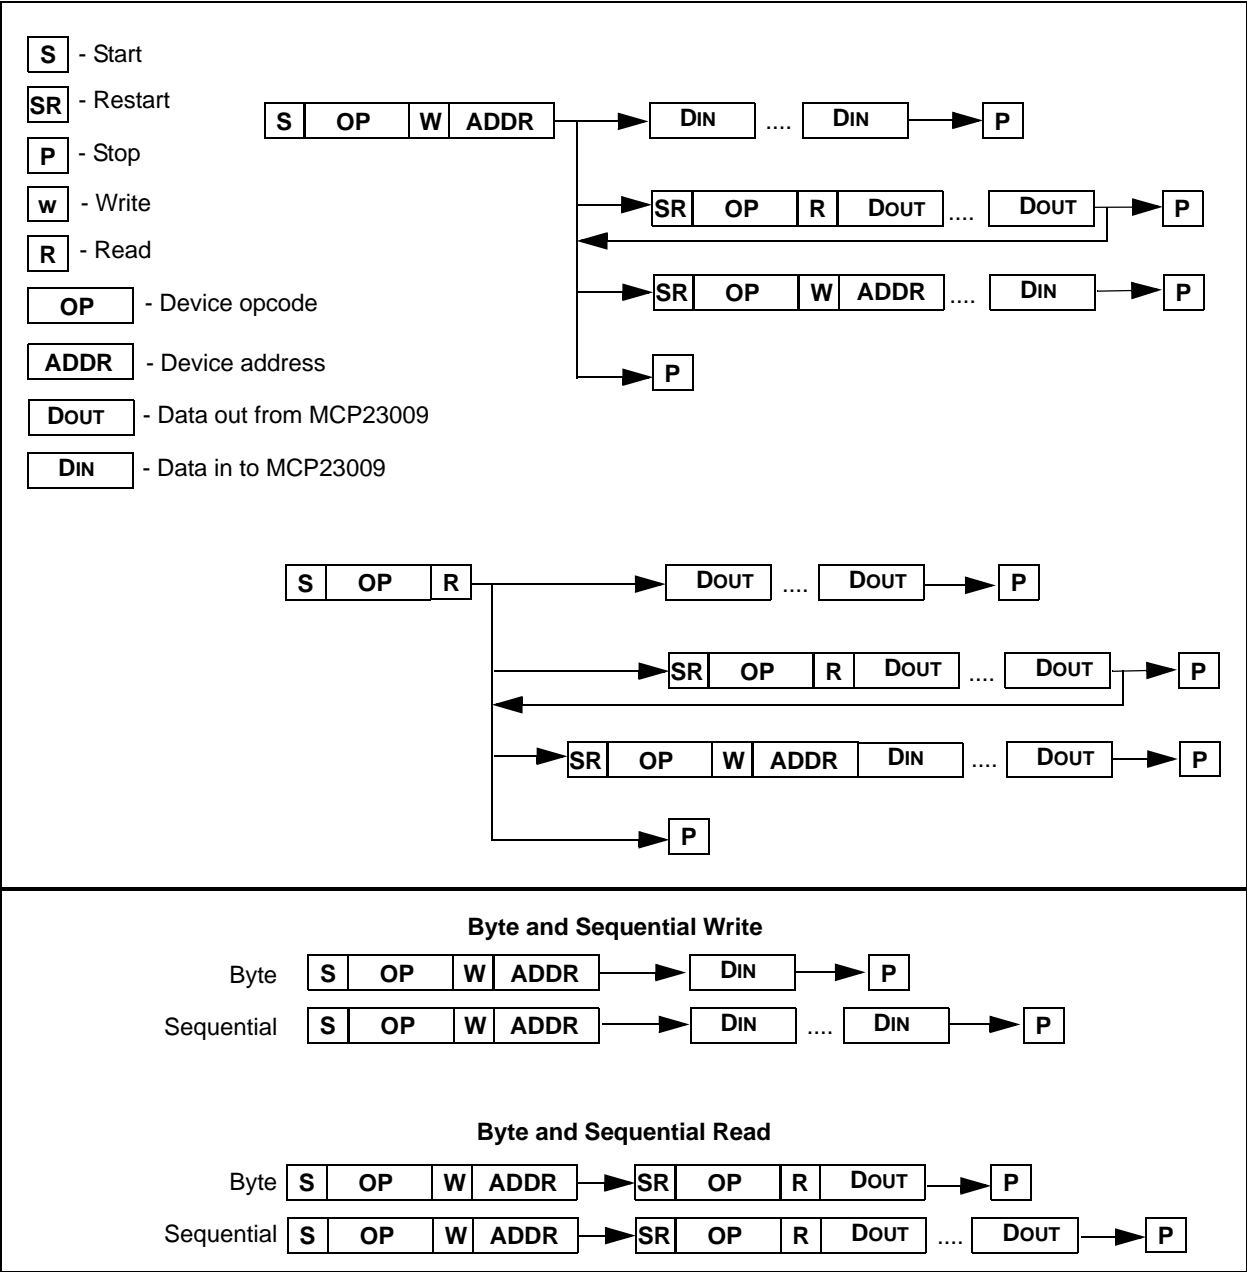 S - Start
SR - Restart
P - Stop
w - Write
R - Read
OP - Device opcode
ADDR - Device address
DOUT - Data out from MCP23009
DIN - Data in to MCP23009
S OP W ADDR DIN .... DIN P
SR OP R DOUT .... DOUT P
SR OP W ADDR .... DIN P
P
S OP R DOUT .... DOUT P
SR OP R DOUT .... DOUT P
SR OP W ADDR DIN .... DOUT P
P
Byte and Sequential Write
Byte S OP W ADDR DIN P
Sequential S OP W ADDR DIN .... DIN P
Byte and Sequential Read
Byte S OP W ADDR SR OP R DOUT P
Sequential S OP W ADDR SR OP R DOUT .... DOUT P